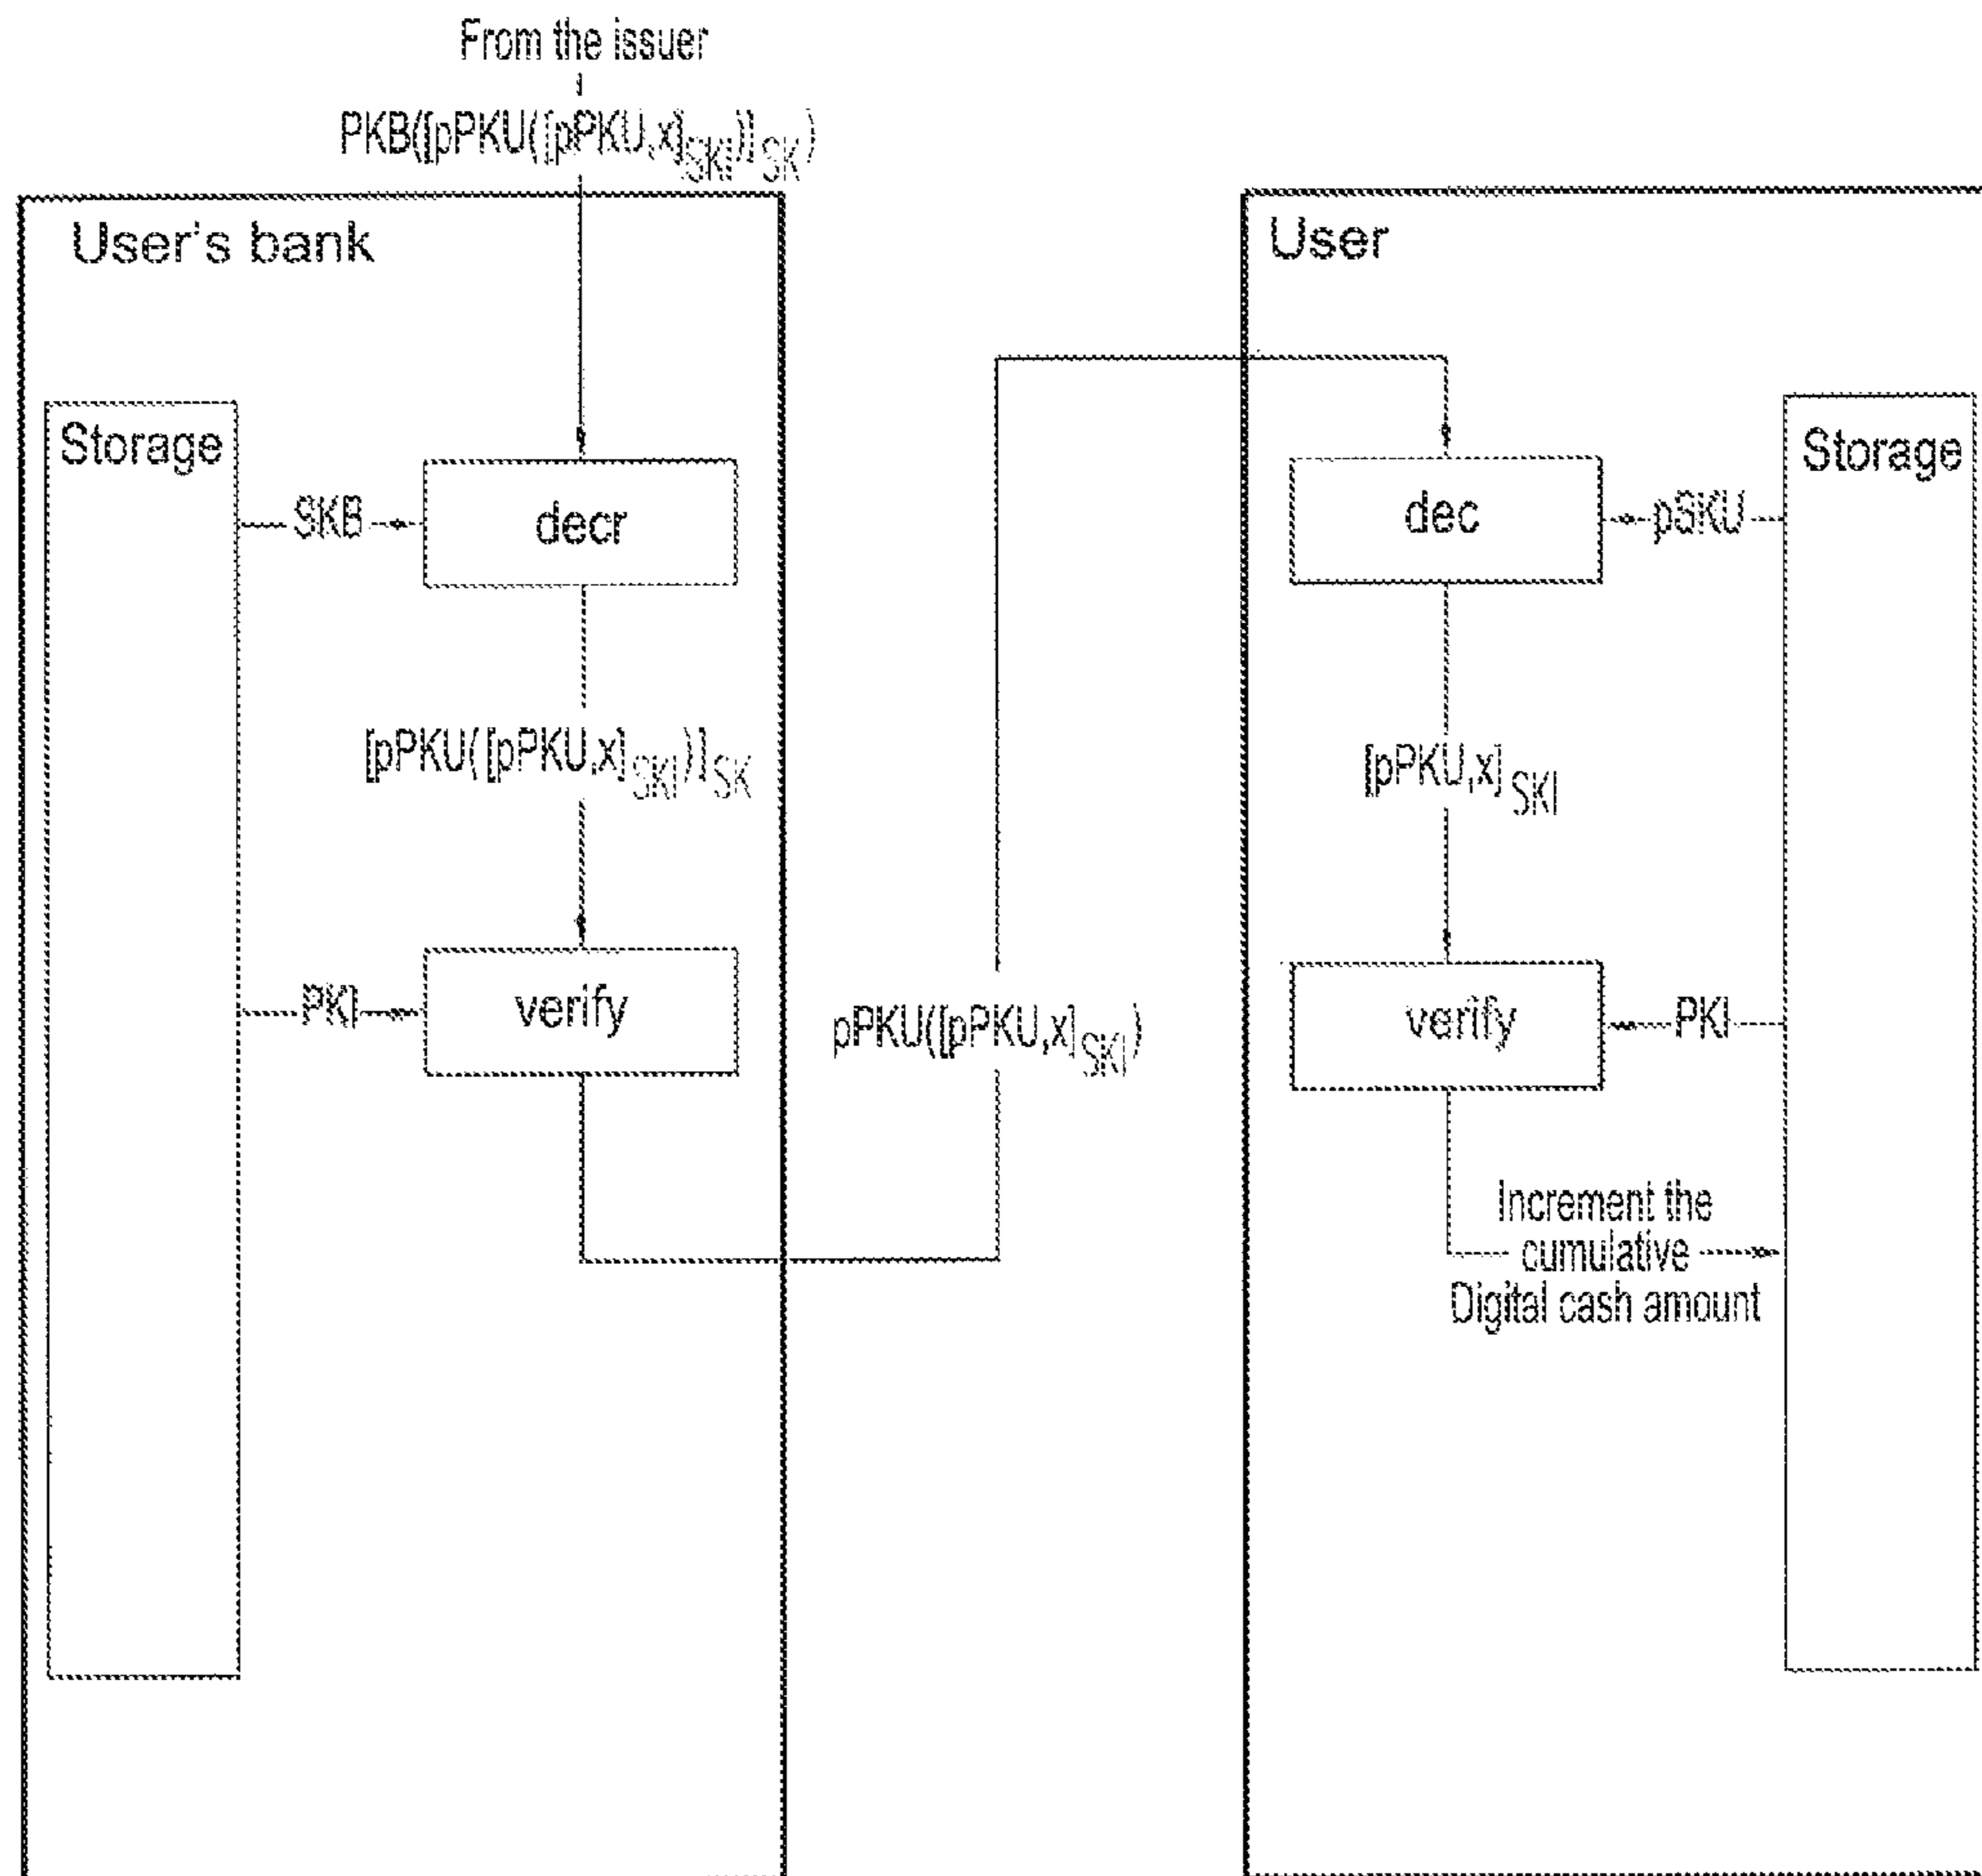 From the issuer
PKB([pPKU([pPKU,x]SKI)]SK)
User's bank
Storage
SKB
decr
[pPKU([pPKU,x]SKI)]SK
PKI
verify
pPKU([pPKU,x]SKI)
User
Storage
dec
pSKU
[pPKU,x]SKI
verify
PKI
Increment the
cumulative
Digital cash amount